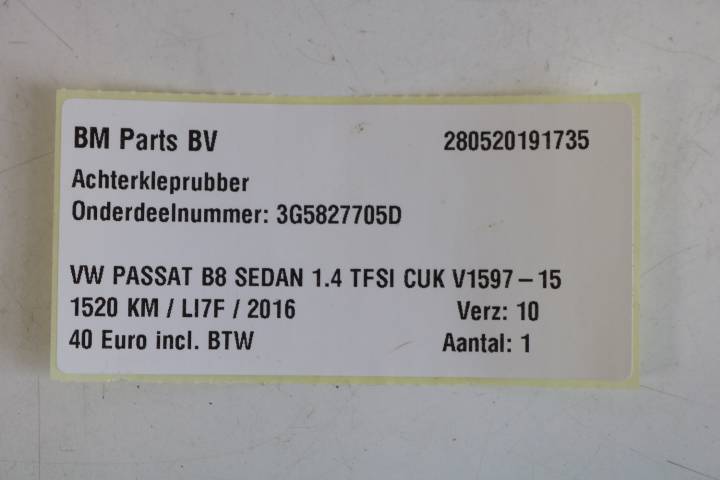 BM Parts BV 280520191735
Achterkleprubber
Onderdeelnummer: 3G5827705D
VW PASSAT B8 SEDAN 1.4 TFSI CUK V1597 – 15
1520 KM / LI7F / 2016 Verz: 10
40 Euro incl. BTW Aantal: 1